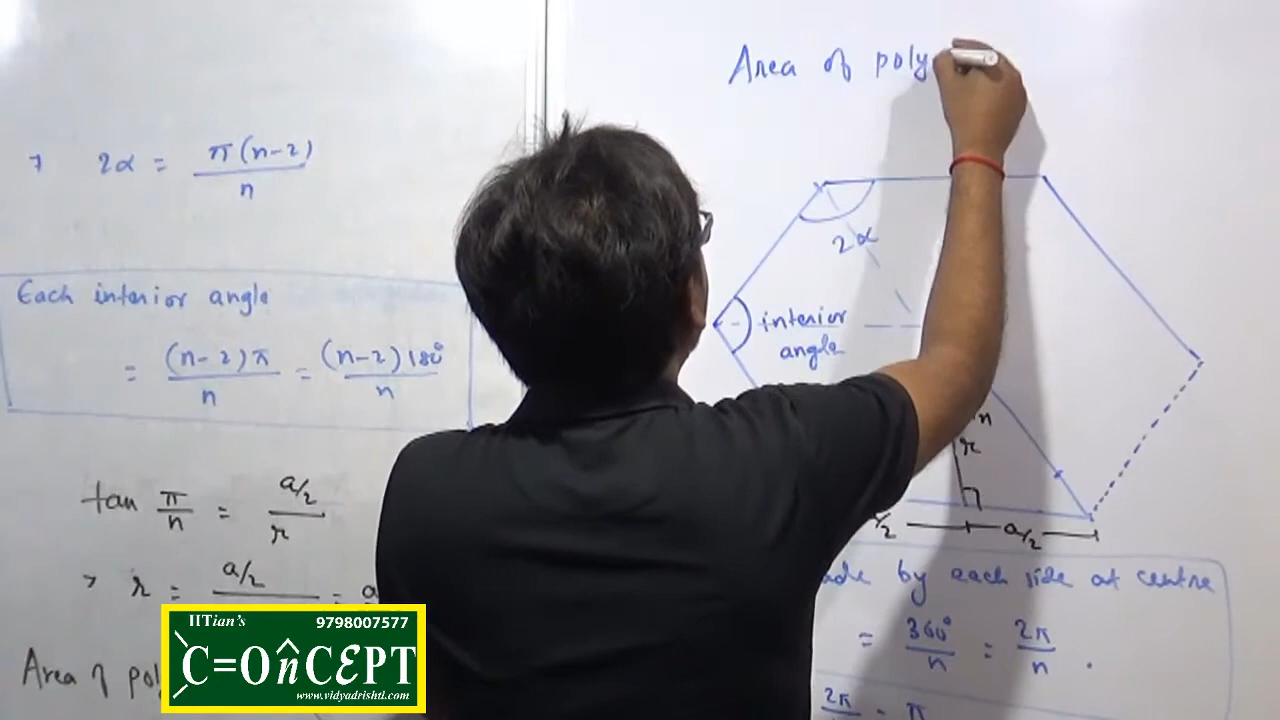 2α = π(n-2)/n
Each interior angle
= (n-2)π/n = (n-2)180°/n
tan π/n = a/2 / r
r = a/2
= a
Area of pol
Area of poly
2α
interior
angle
n
r
a/2
by each side at centre
= 360°/n = 2π/n .
2π
= π
IITian's 9798007577
C=OnCEPT
www.vidyadrishti.com